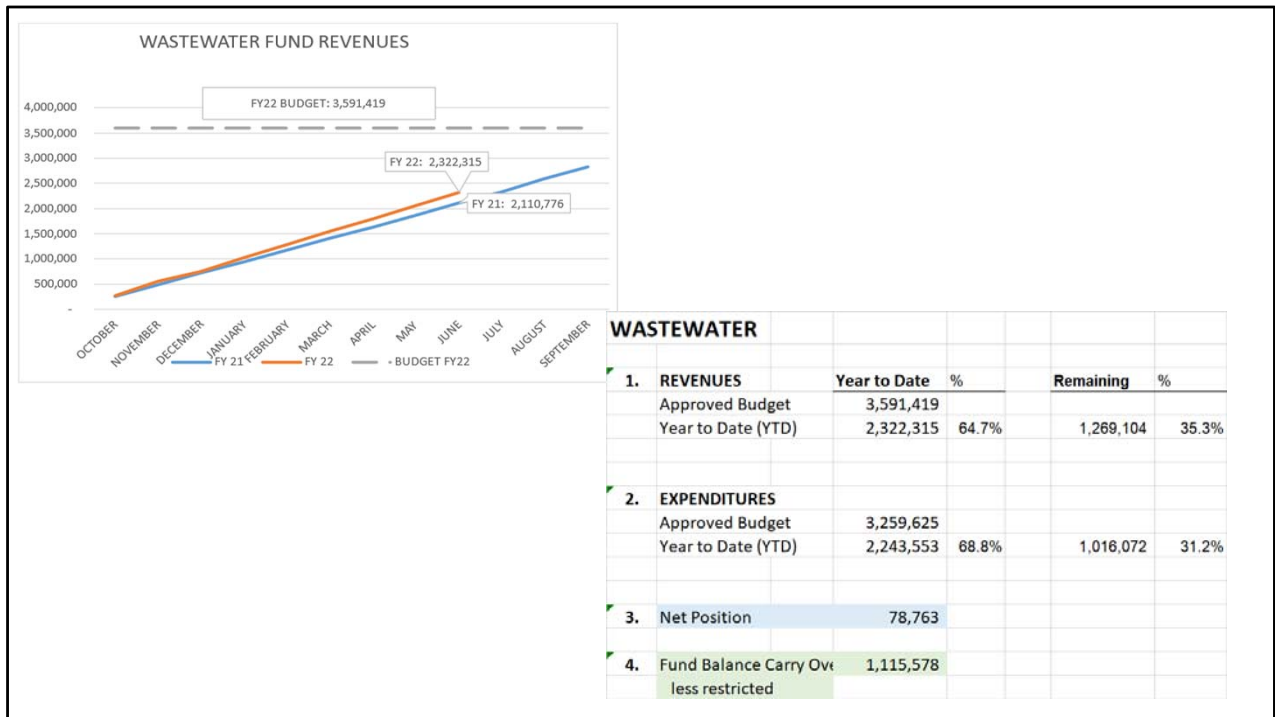 WASTEWATER FUND REVENUES
FY22 BUDGET: 3,591,419
4,000,000
3,500,000
3,000,000
2,500,000
2,000,000
1,500,000
1,000,000
500,000
-
FY 22: 2,322,315
FY 21: 2,110,776
OCTOBER
NOVEMBER
DECEMBER
JANUARY
FEBRUARY
MARCH
APRIL
MAY
JUNE
JULY
AUGUST
SEPTEMBER
FY 21 FY 22 BUDGET FY22
WASTEWATER
1. REVENUES Year to Date % Remaining %
Approved Budget 3,591,419
Year to Date (YTD) 2,322,315 64.7% 1,269,104 35.3%
2. EXPENDITURES
Approved Budget 3,259,625
Year to Date (YTD) 2,243,553 68.8% 1,016,072 31.2%
3. Net Position 78,763
4. Fund Balance Carry Ove 1,115,578
less restricted